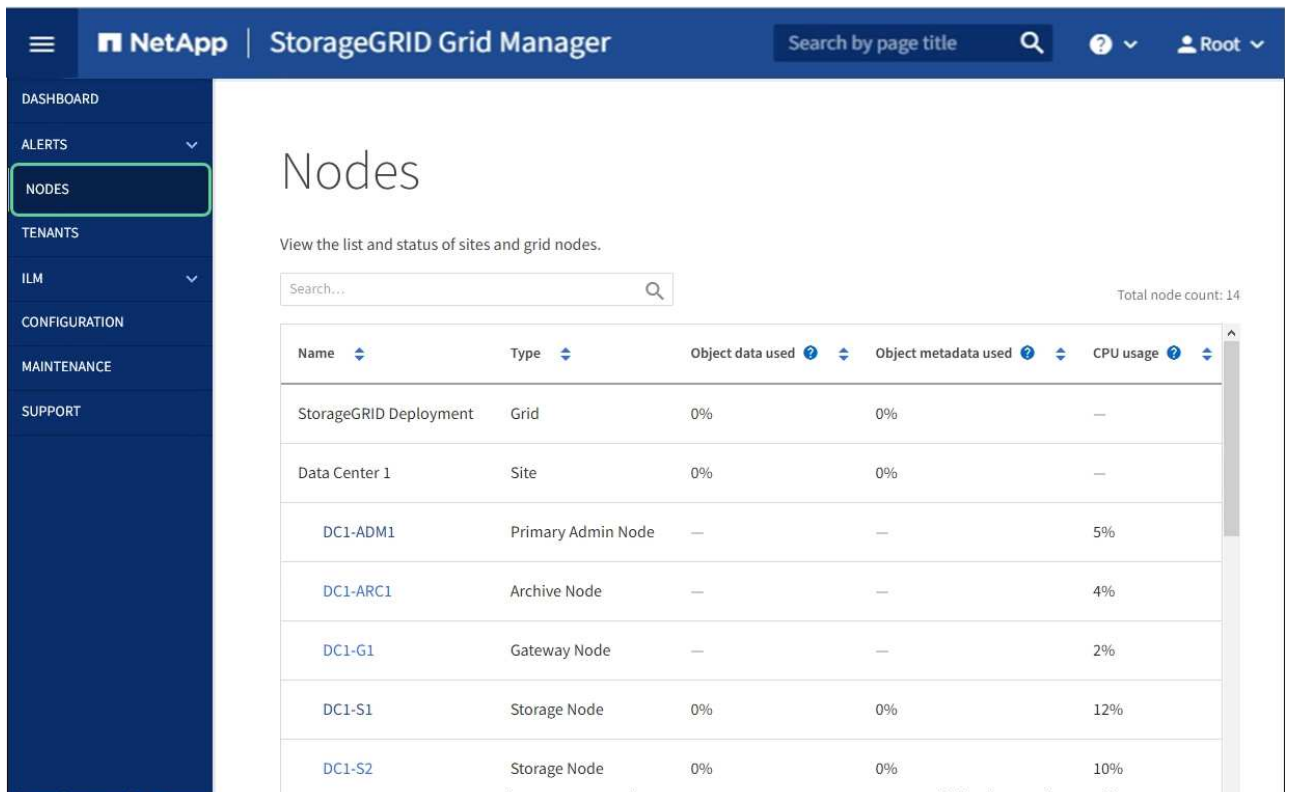 NetApp | StorageGRID Grid Manager Search by page title ? Root
DASHBOARD
ALERTS
NODES
TENANTS
ILM
CONFIGURATION
MAINTENANCE
SUPPORT
Nodes
View the list and status of sites and grid nodes.
Search...
Total node count: 14
Name Type Object data used ? Object metadata used ? CPU usage ?
StorageGRID Deployment Grid 0% 0% —
Data Center 1 Site 0% 0% —
DC1-ADM1 Primary Admin Node — — 5%
DC1-ARC1 Archive Node — — 4%
DC1-G1 Gateway Node — — 2%
DC1-S1 Storage Node 0% 0% 12%
DC1-S2 Storage Node 0% 0% 10%